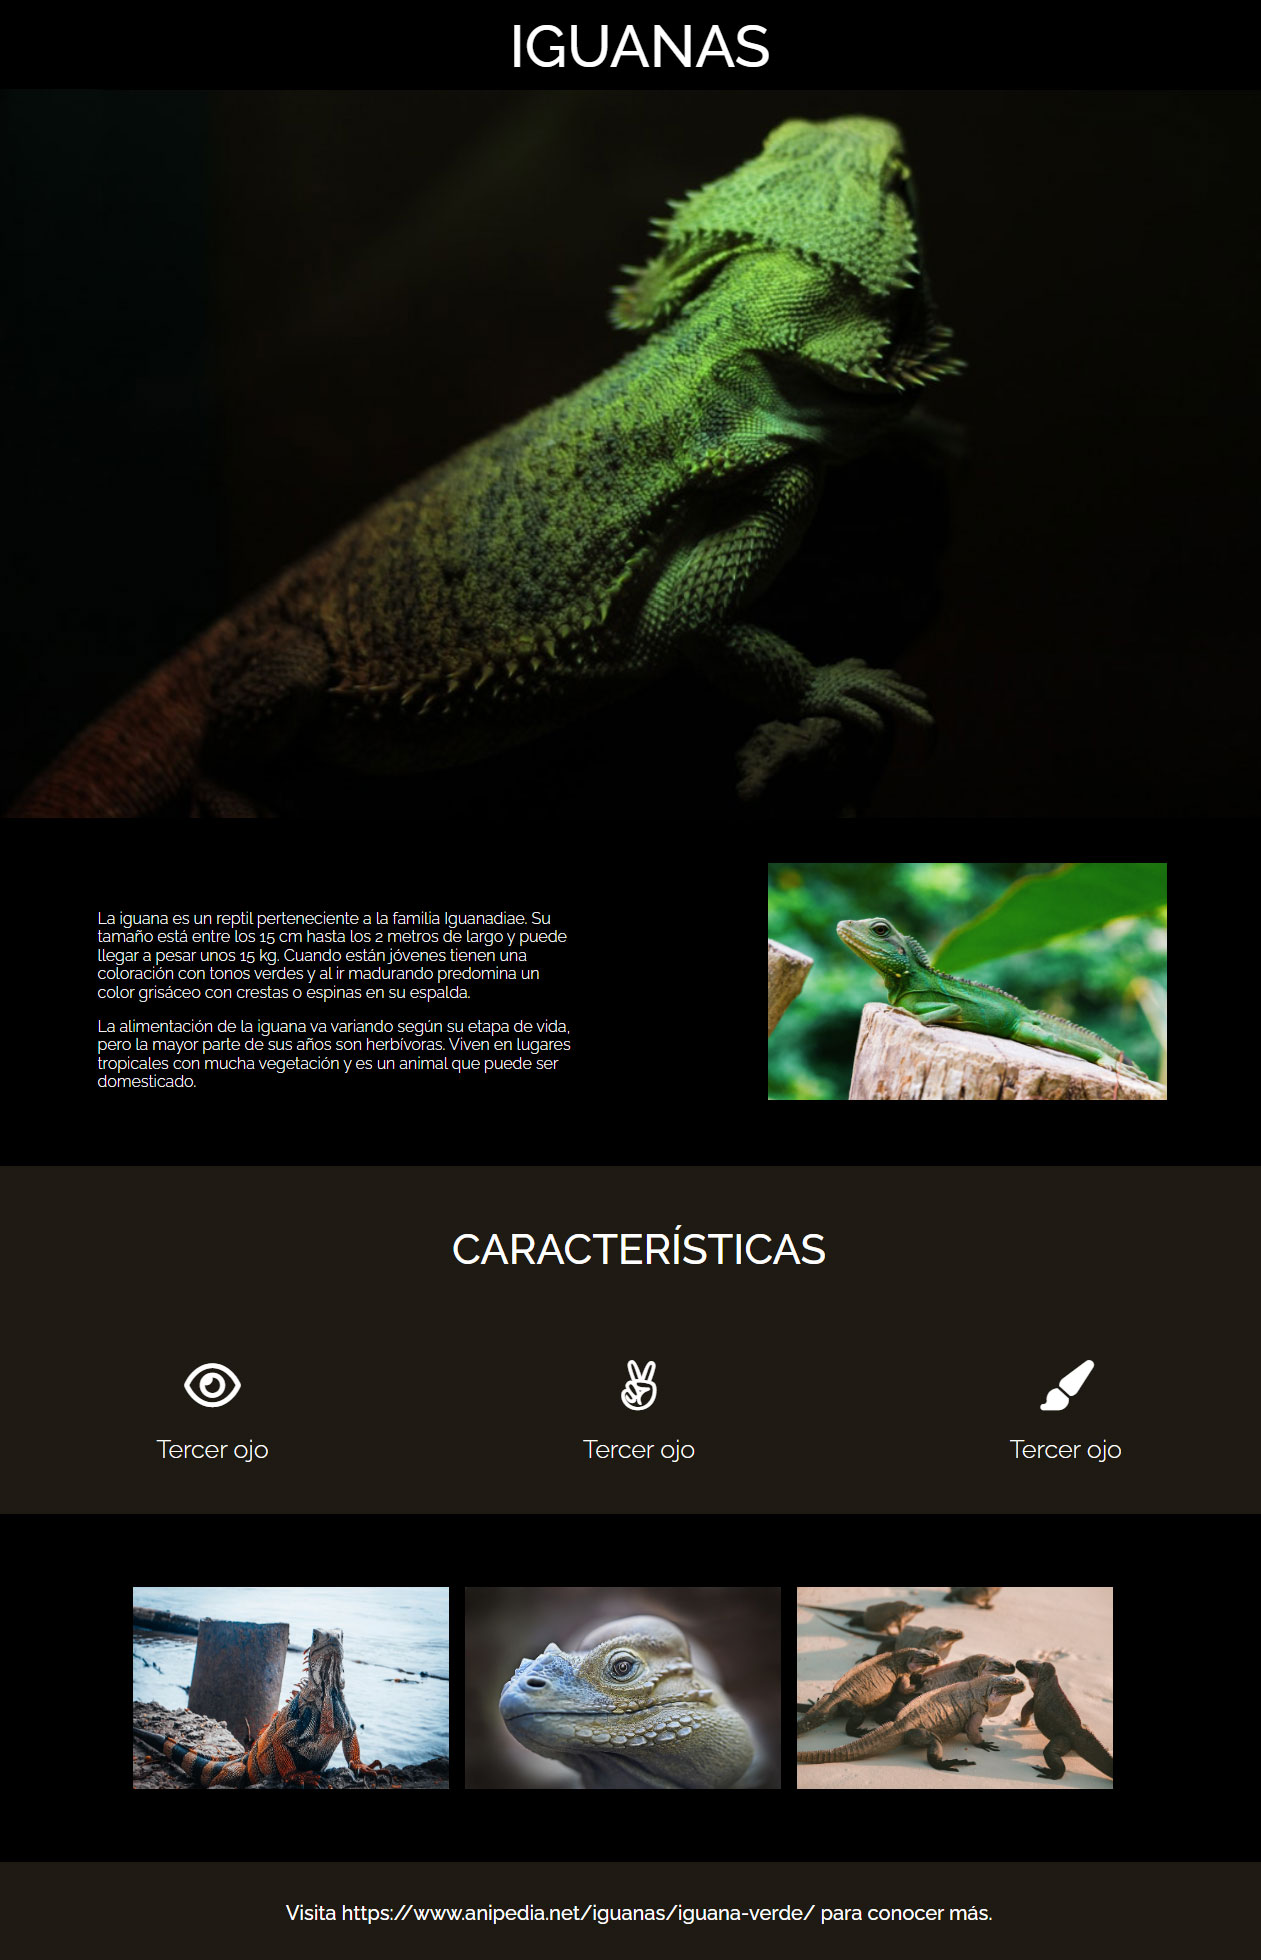 IGUANAS
La iguana es un reptil perteneciente a la familia Iguanadiae. Su
tamaño está entre los 15 cm hasta los 2 metros de largo y puede
llegar a pesar unos 15 kg. Cuando están jóvenes tienen una
coloración con tonos verdes y al ir madurando predomina un
color grisáceo con crestas o espinas en su espalda.
La alimentación de la iguana va variando según su etapa de vida,
pero la mayor parte de sus años son herbívoras. Viven en lugares
tropicales con mucha vegetación y es un animal que puede ser
domesticado.
CARACTERÍSTICAS
Tercer ojo
Tercer ojo
Tercer ojo
Visita https://www.anipedia.net/iguanas/iguana-verde/ para conocer más.